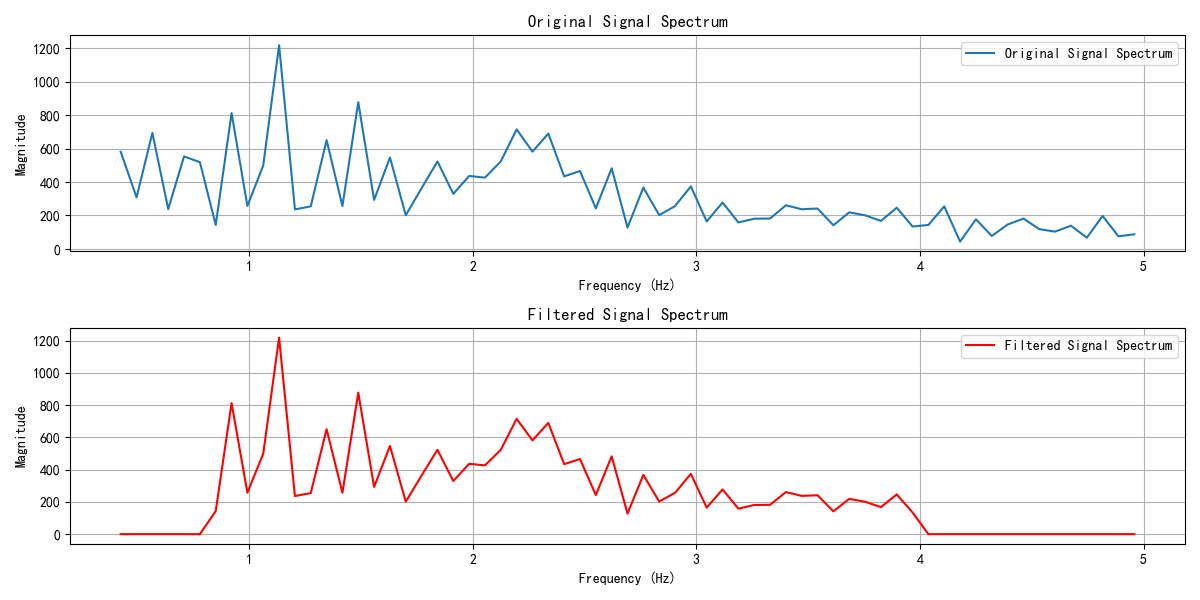 Original Signal Spectrum
1200
1000
800
600
400
200
0
Magnitude
Original Signal Spectrum
1 2 3 4 5
Frequency (Hz)
Filtered Signal Spectrum
1200
1000
800
600
400
200
0
Magnitude
Filtered Signal Spectrum
1 2 3 4 5
Frequency (Hz)